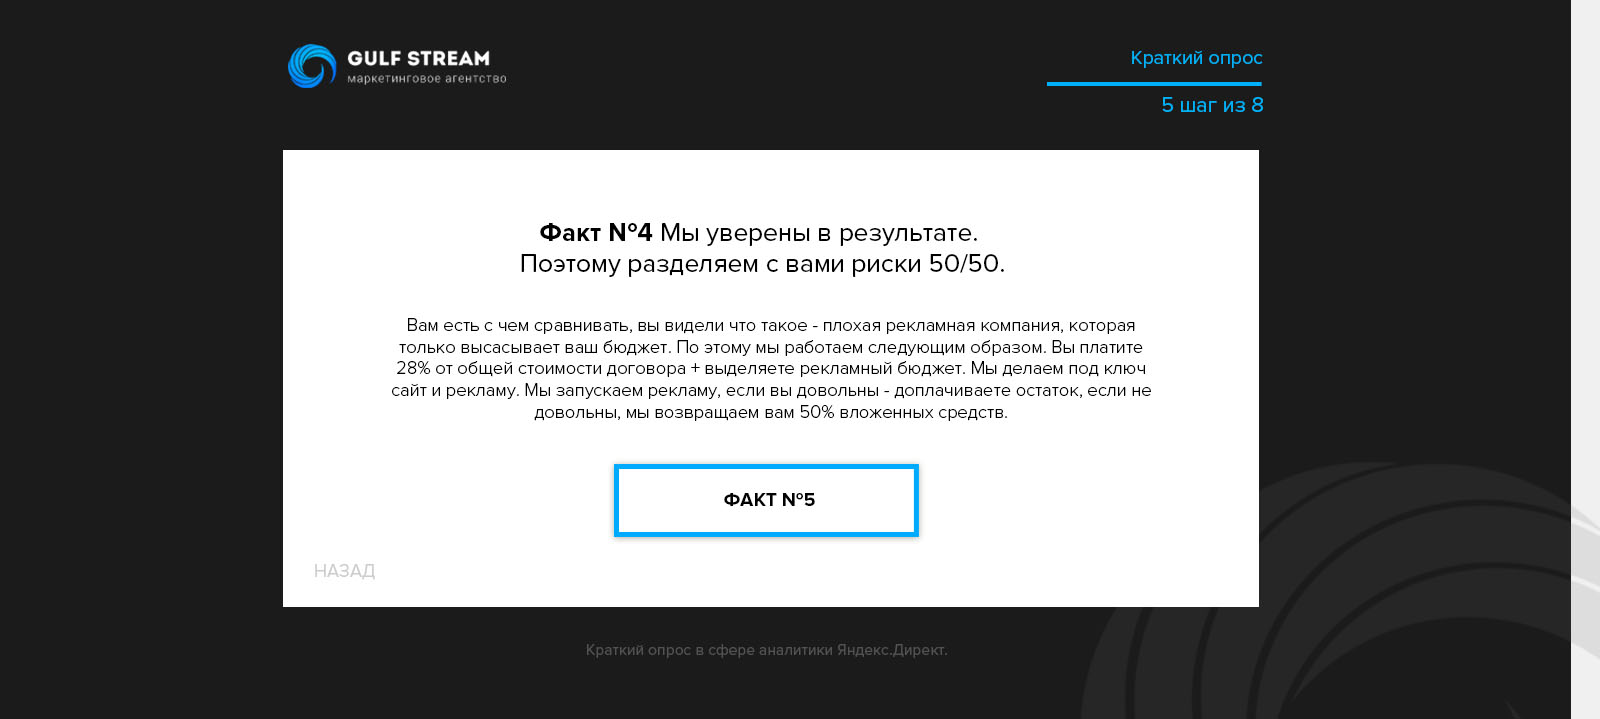 GULF STREAM
маркетинговое агентство
Краткий опрос
5 шаг из 8
Факт №4 Мы уверены в результате.
Поэтому разделяем с вами риски 50/50.
Вам есть с чем сравнивать, вы видели что такое - плохая рекламная компания, которая
только высасывает ваш бюджет. По этому мы работаем следующим образом. Вы платите
28% от общей стоимости договора + выделяете рекламный бюджет. Мы делаем под ключ
сайт и рекламу. Мы запускаем рекламу, если вы довольны - доплачиваете остаток, если не
довольны, мы возвращаем вам 50% вложенных средств.
ФАКТ №5
НАЗАД
Краткий опрос в сфере аналитики Яндекс.Директ.